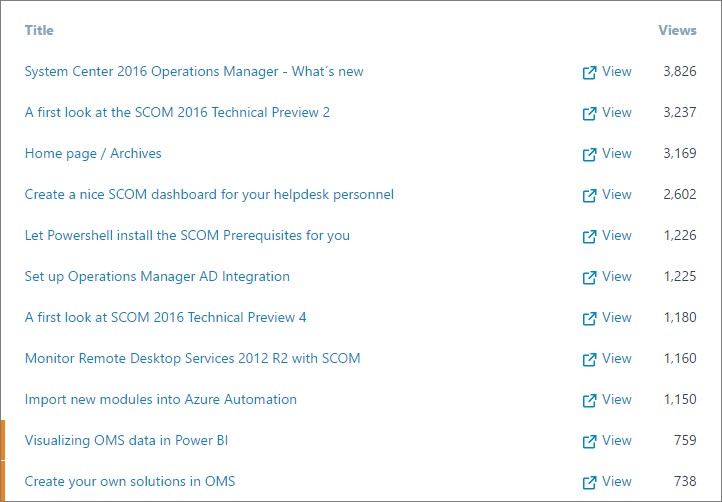 Title Views
System Center 2016 Operations Manager - What´s new View 3,826
A first look at the SCOM 2016 Technical Preview 2 View 3,237
Home page / Archives View 3,169
Create a nice SCOM dashboard for your helpdesk personnel View 2,602
Let Powershell install the SCOM Prerequisites for you View 1,226
Set up Operations Manager AD Integration View 1,225
A first look at SCOM 2016 Technical Preview 4 View 1,180
Monitor Remote Desktop Services 2012 R2 with SCOM View 1,160
Import new modules into Azure Automation View 1,150
Visualizing OMS data in Power BI View 759
Create your own solutions in OMS View 738